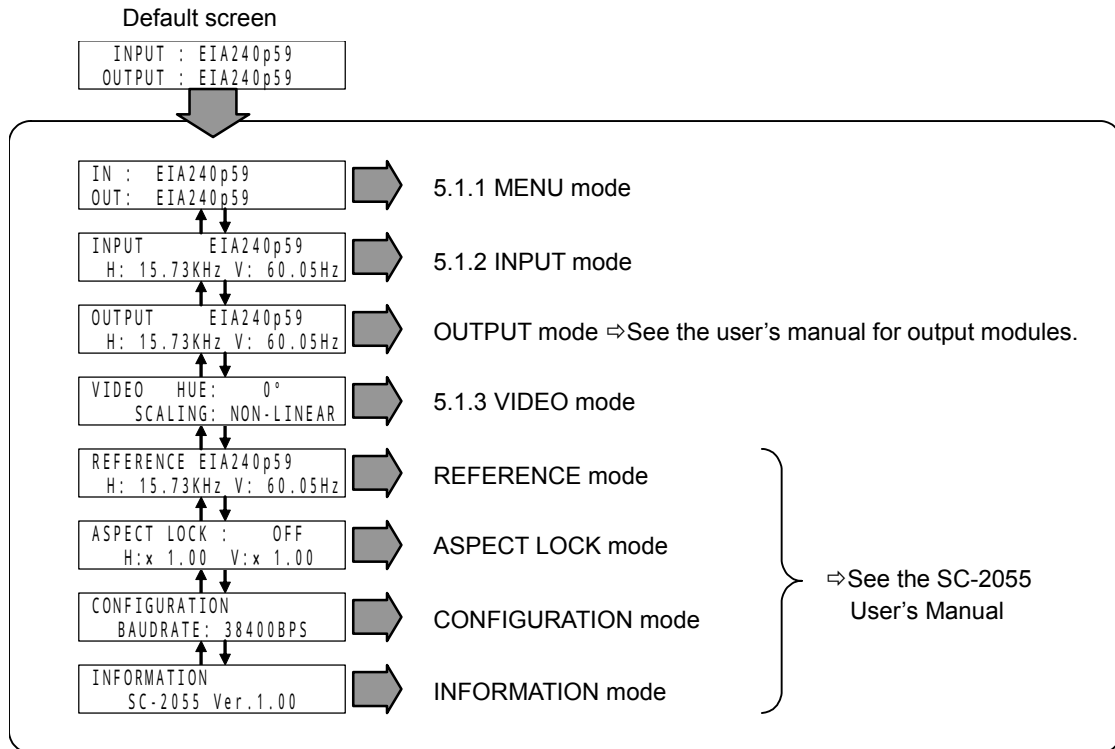 Default screen
INPUT : EIA240p59
OUTPUT : EIA240p59
IN : EIA240p59
OUT: EIA240p59
5.1.1 MENU mode
INPUT EIA240p59
H: 15.73KHz V: 60.05Hz
5.1.2 INPUT mode
OUTPUT EIA240p59
H: 15.73KHz V: 60.05Hz
OUTPUT mode ⇨See the user’s manual for output modules.
VIDEO HUE: 0°
SCALING: NON-LINEAR
5.1.3 VIDEO mode
REFERENCE EIA240p59
H: 15.73KHz V: 60.05Hz
REFERENCE mode
ASPECT LOCK : OFF
H:x 1.00 V:x 1.00
ASPECT LOCK mode
CONFIGURATION
BAUDRATE: 38400BPS
CONFIGURATION mode
INFORMATION
SC-2055 Ver.1.00
INFORMATION mode
⇨See the SC-2055
User’s Manual